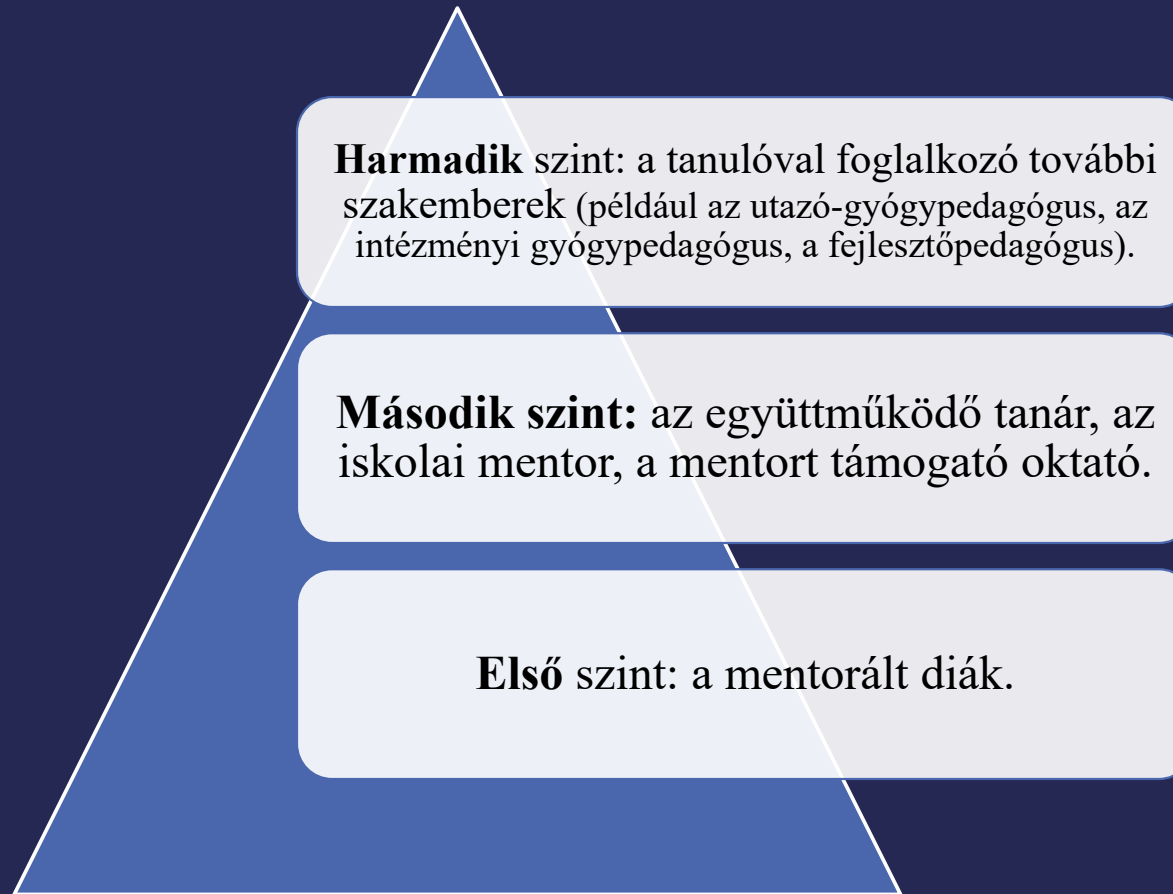 Harmadik szint: a tanulóval foglalkozó további
szakemberek (például az utazó-gyógypedagógus, az
intézményi gyógypedagógus, a fejlesztőpedagógus).
Második szint: az együttműködő tanár, az
iskolai mentor, a mentort támogató oktató.
Első szint: a mentorált diák.